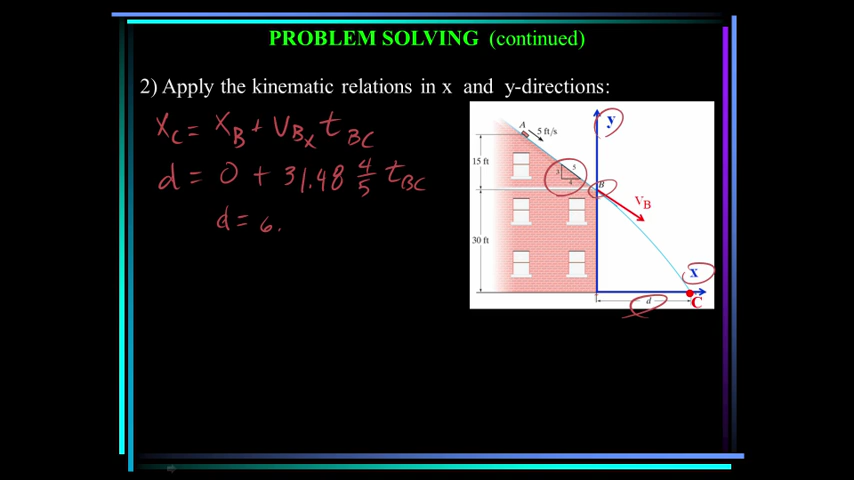 PROBLEM SOLVING (continued)
2) Apply the kinematic relations in x and y-directions:
x_C = x_B + v_Bx t_BC
d = 0 + 31.48 4/5 t_BC
d = 6.
y
A
5 ft/s
15 ft
3
5
4
B
v_B
30 ft
x
d
C